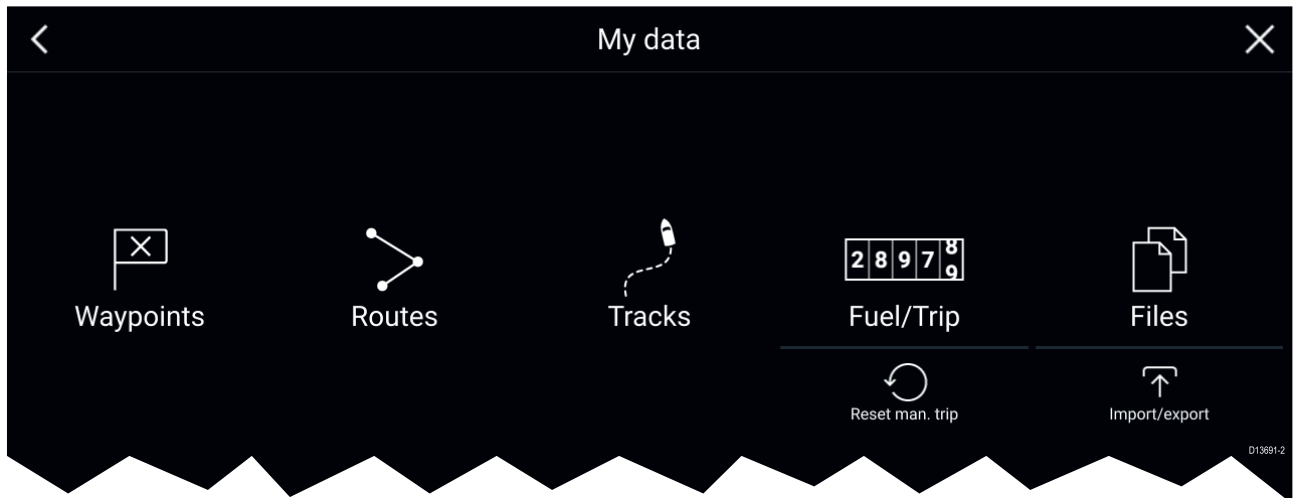 My data
2 8 9 7 8 9
Waypoints
Routes
Tracks
Fuel/Trip
Files
Reset man. trip
Import/export
D13691-2